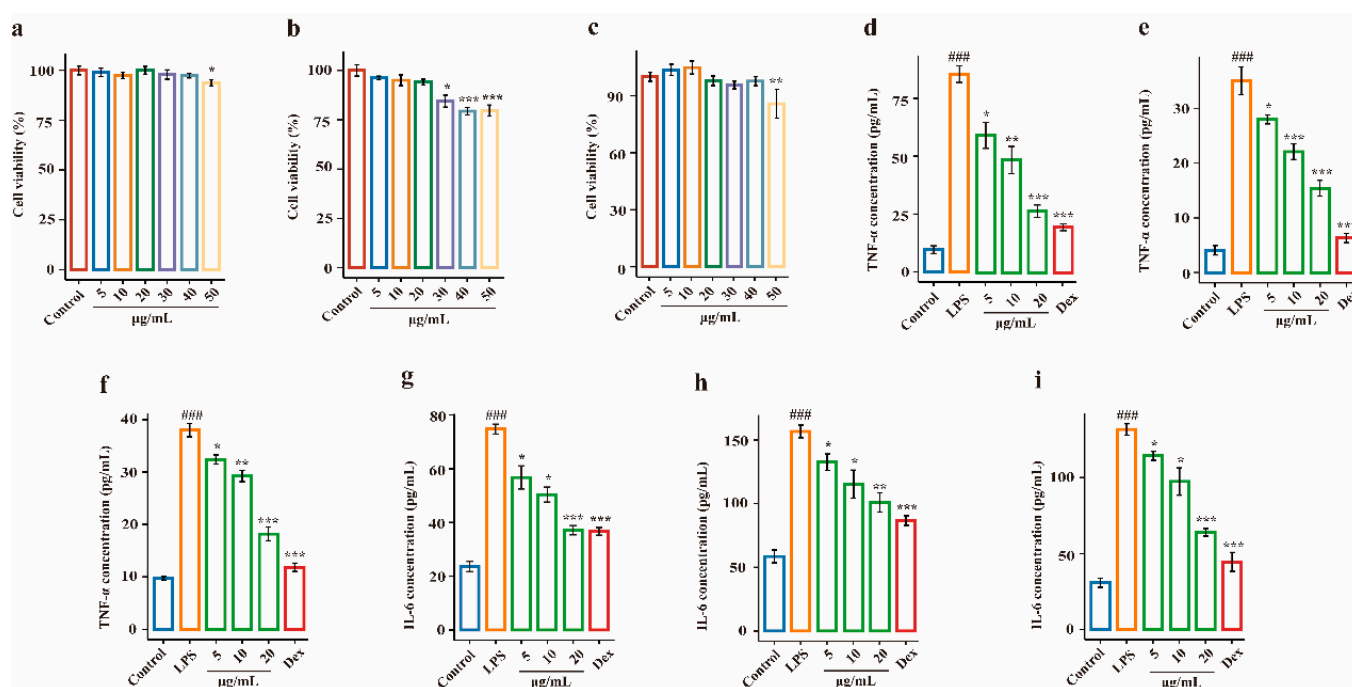 a
Cell viability (%)
100
75
50
25
0
*
Control
5
10
20
30
40
50
μg/mL
b
Cell viability (%)
100
75
50
25
0
*
***
***
Control
5
10
20
30
40
50
μg/mL
c
Cell viability (%)
90
60
30
0
**
Control
5
10
20
30
40
50
μg/mL
d
TNF-α concentration (pg/mL)
75
50
25
0
###
*
**
***
***
Control
LPS
5
10
20
Dex
μg/mL
e
TNF-α concentration (pg/mL)
30
20
10
0
###
*
***
***
***
Control
LPS
5
10
20
Dex
μg/mL
f
TNF-α concentration (pg/mL)
40
30
20
10
0
###
*
**
***
***
Control
LPS
5
10
20
Dex
μg/mL
g
IL-6 concentration (pg/mL)
80
60
40
20
0
###
*
*
***
***
Control
LPS
5
10
20
Dex
μg/mL
h
IL-6 concentration (pg/mL)
150
100
50
0
###
*
*
**
***
Control
LPS
5
10
20
Dex
μg/mL
i
IL-6 concentration (pg/mL)
100
50
0
###
*
*
***
***
Control
LPS
5
10
20
Dex
μg/mL